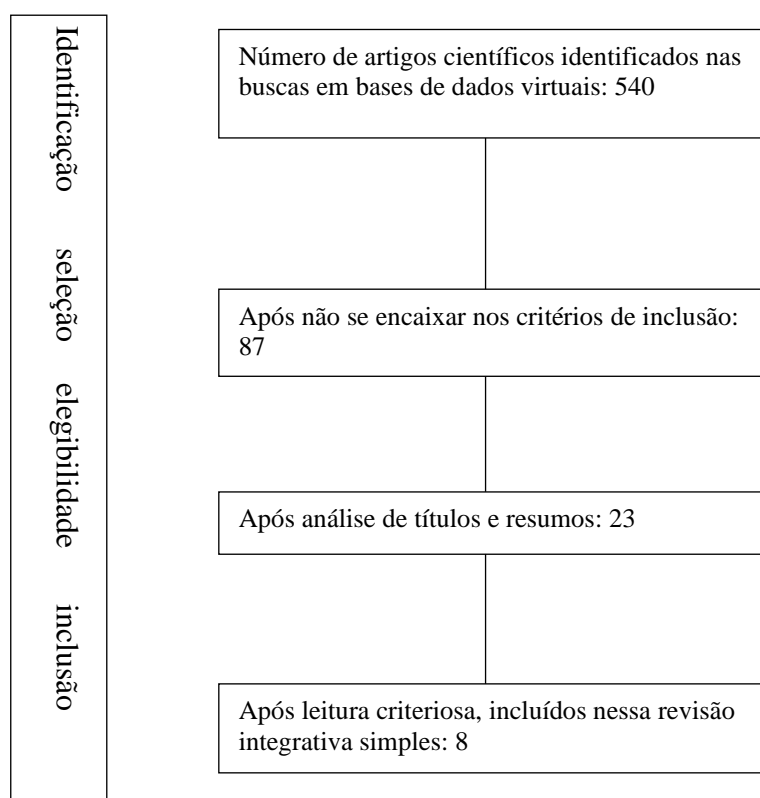 Identificação
seleção
elegibilidade
inclusão
Número de artigos científicos identificados nas
buscas em bases de dados virtuais: 540
Após não se encaixar nos critérios de inclusão:
87
Após análise de títulos e resumos: 23
Após leitura criteriosa, incluídos nessa revisão
integrativa simples: 8